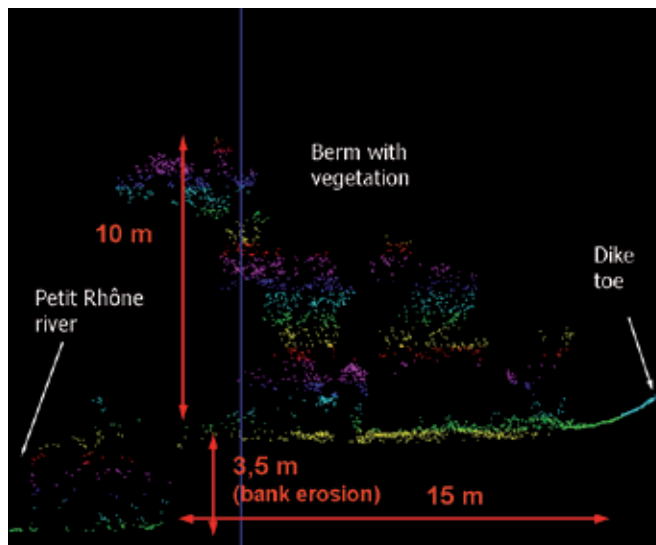 Berm with
vegetation
10 m
Dike
toe
Petit Rhône
river
3,5 m
(bank erosion)
15 m